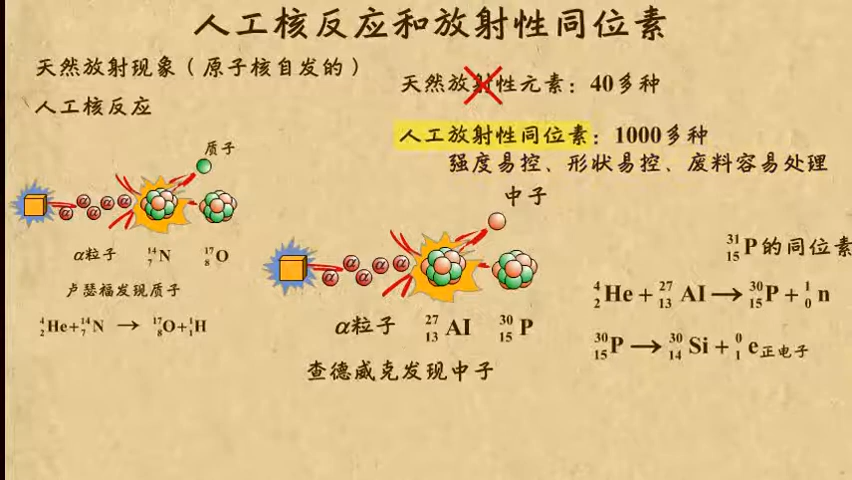 人工核反应和放射性同位素
天然放射现象（原子核自发的）
人工核反应
天然放射性元素：40多种
人工放射性同位素：1000多种
强度易控、形状易控、废料容易处理
质子
α α α α
α粒子 ¹⁴₇N ¹⁷₈O
卢瑟福发现质子
⁴₂He+¹⁴₇N → ¹⁷₈O+¹₁H
中子
α α α α
α粒子 ²⁷₁₃AI ³⁰₁₅P
查德威克发现中子
³¹₁₅P的同位素
⁴₂He+²⁷₁₃AI→³⁰₁₅P+¹₀n
³⁰₁₅P→³⁰₁₄Si+⁰₁e正电子